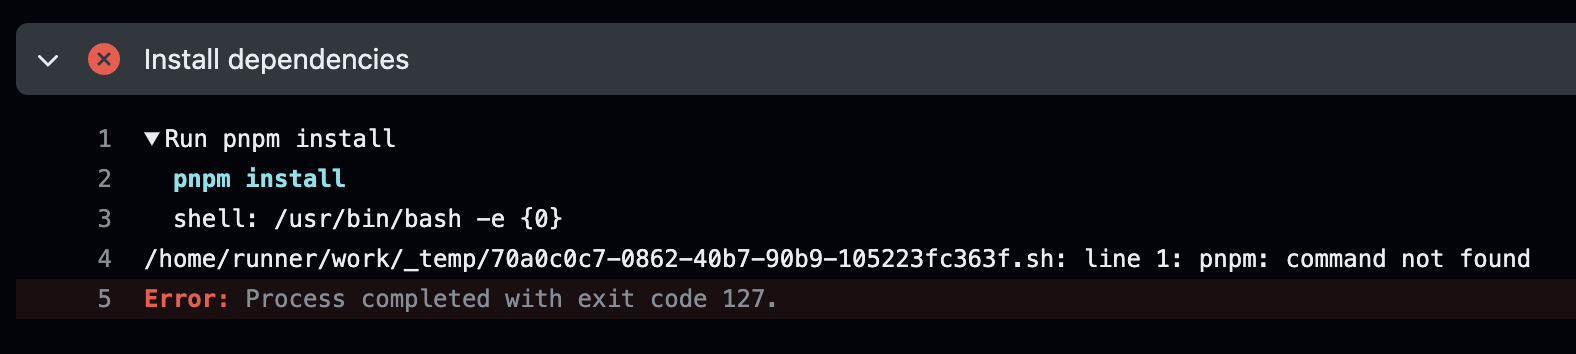 Install dependencies
1 ▼Run pnpm install
2 pnpm install
3 shell: /usr/bin/bash -e {0}
4 /home/runner/work/_temp/70a0c0c7-0862-40b7-90b9-105223fc363f.sh: line 1: pnpm: command not found
5 Error: Process completed with exit code 127.